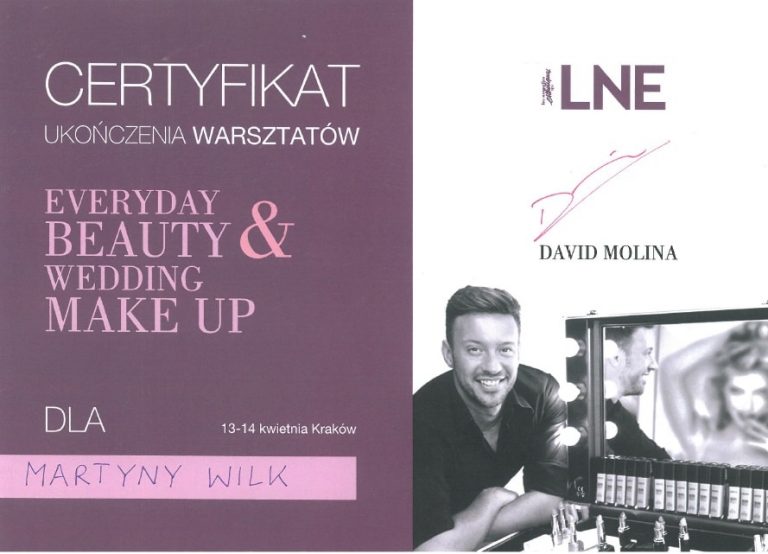 CERTYFIKAT
UKOŃCZENIA WARSZTATÓW
EVERYDAY
BEAUTY &
WEDDING
MAKE UP
DLA
13-14 kwietnia Kraków
MARTYNY WILK
LNE
DAVID MOLINA